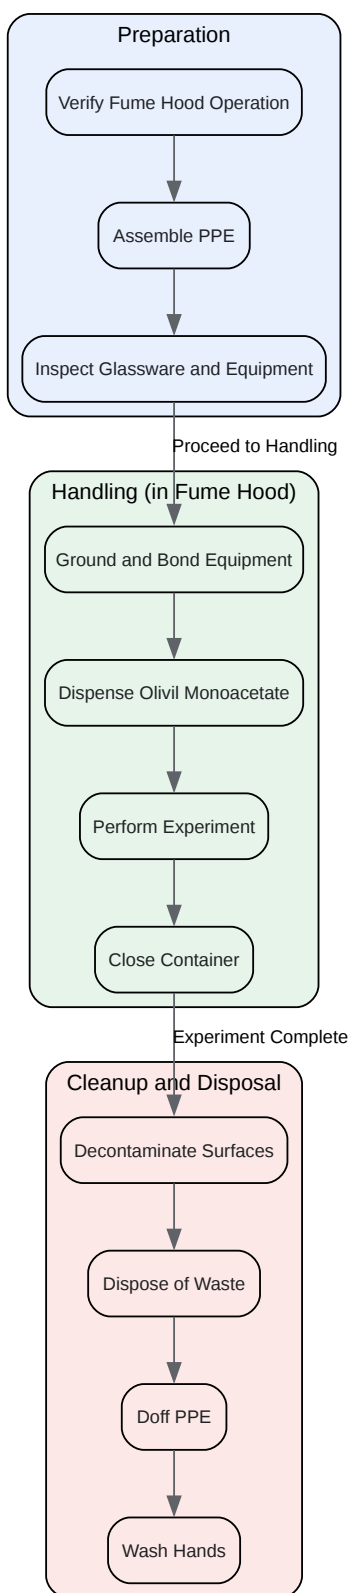 Preparation
Verify Fume Hood Operation
Assemble PPE
Inspect Glassware and Equipment
Proceed to Handling
Handling (in Fume Hood)
Ground and Bond Equipment
Dispense Olivil Monoacetate
Perform Experiment
Close Container
Experiment Complete
Cleanup and Disposal
Decontaminate Surfaces
Dispose of Waste
Doff PPE
Wash Hands